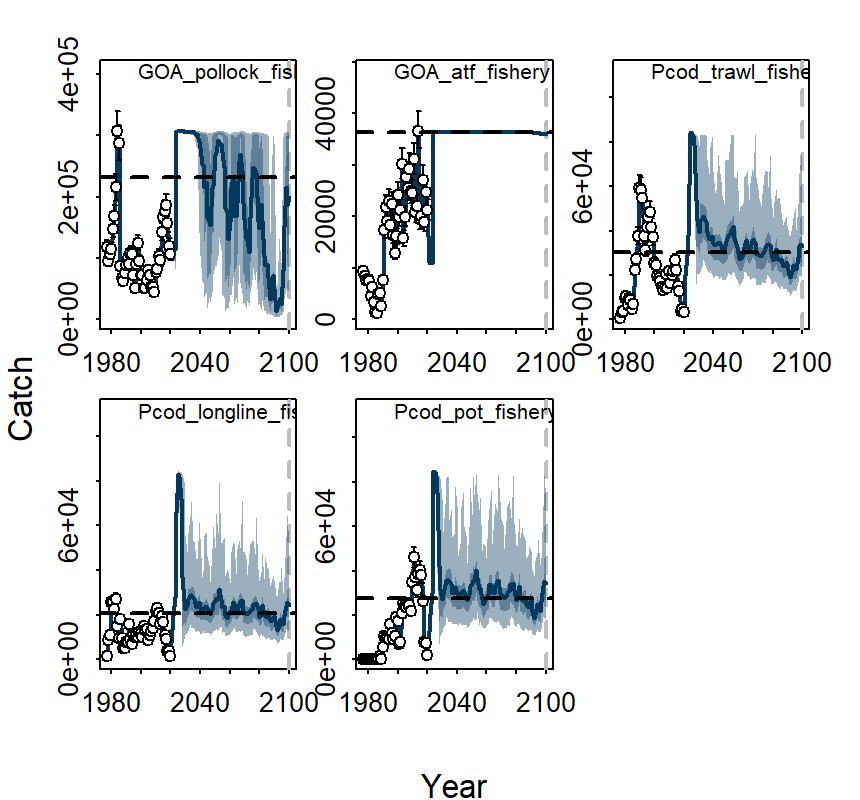 GOA_pollock_fish
GOA_atf_fishery
Pcod_trawl_fishe
0e+00 2e+05 4e+05
0 20000 40000
0e+00 6e+04
1980 2040 2100
1980 2040 2100
1980 2040 2100
Catch
Pcod_longline_fis
Pcod_pot_fishery
0e+00 6e+04
0e+00 6e+04
1980 2040 2100
1980 2040 2100
Year